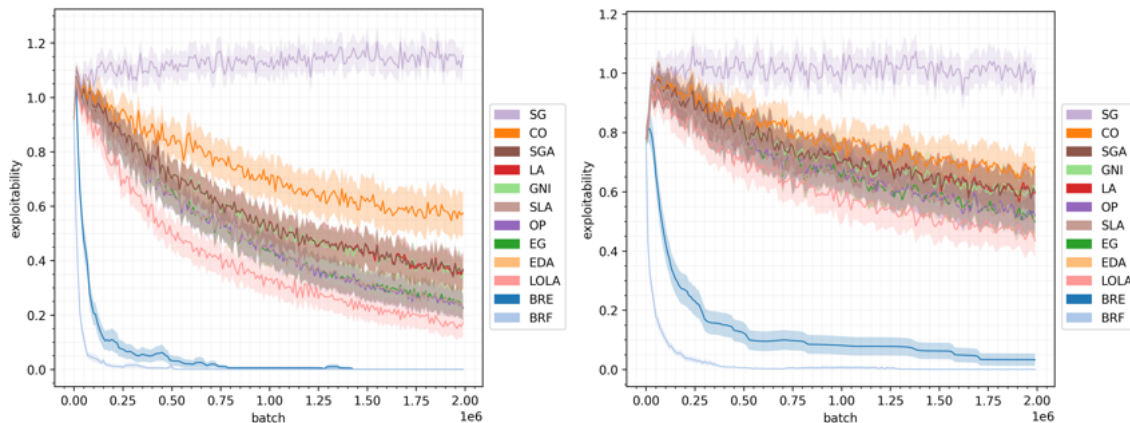 1.2
1.0
0.8
0.6
0.4
0.2
0.0
exploitability
0.00 0.25 0.50 0.75 1.00 1.25 1.50 1.75 2.00
batch
1e6
SG
CO
SGA
LA
GNI
SLA
OP
EG
EDA
LOLA
BRE
BRF
1.2
1.0
0.8
0.6
0.4
0.2
0.0
exploitability
0.00 0.25 0.50 0.75 1.00 1.25 1.50 1.75 2.00
batch
1e6
SG
CO
SGA
GNI
LA
OP
SLA
EG
EDA
LOLA
BRE
BRF